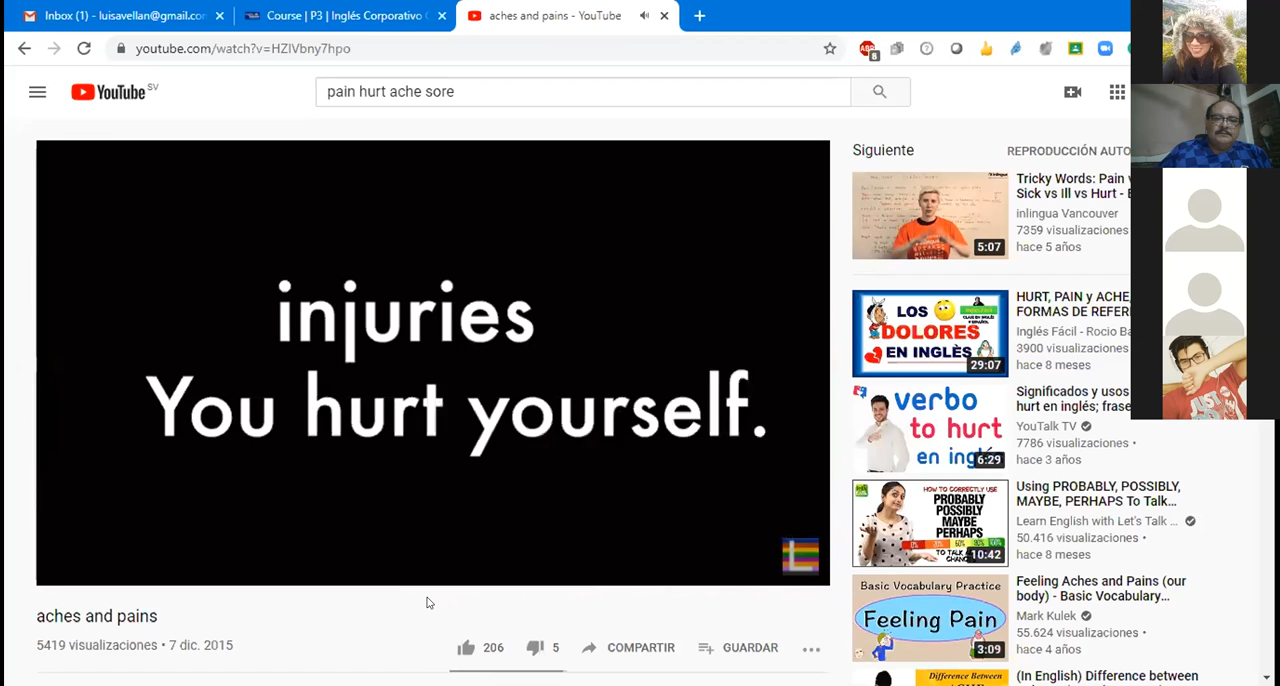 Inbox (1) - luisavellan@gmail.com
Course | P3 | Inglés Corporativo
aches and pains - YouTube
youtube.com/watch?v=HZIVbny7hpo
ABP
8
YouTube SV
pain hurt ache sore
injuries
You hurt yourself.
L
aches and pains
5419 visualizaciones • 7 dic. 2015
206
5
COMPARTIR
GUARDAR
Siguiente
REPRODUCCIÓN AUTO
5:07
Tricky Words: Pain v
Sick vs Ill vs Hurt -
inlingua Vancouver
7359 visualizaciones
hace 5 años
LOS
DOLORES
EN INGLÈS
29:07
HURT, PAIN y ACHE,
FORMAS DE REFER
Inglés Fácil - Rocio Ba
3900 visualizaciones
hace 8 meses
verbo
to hurt
en ing
6:29
Significados y usos
hurt en inglés; frase
YouTalk TV
7786 visualizaciones •
hace 3 años
HOW TO CORRECTLY USE
PROBABLY
POSSIBLY
MAYBE
PERHAPS
TO TALK
10:42
Using PROBABLY, POSSIBLY,
MAYBE, PERHAPS To Talk...
Learn English with Let's Talk ...
50.416 visualizaciones •
hace 8 meses
Basic Vocabulary Practice
Feeling Pain
3:09
Feeling Aches and Pains (our
body) - Basic Vocabulary...
Mark Kulek
55.624 visualizaciones •
hace 4 años
Difference Between
(In English) Difference between
JUST